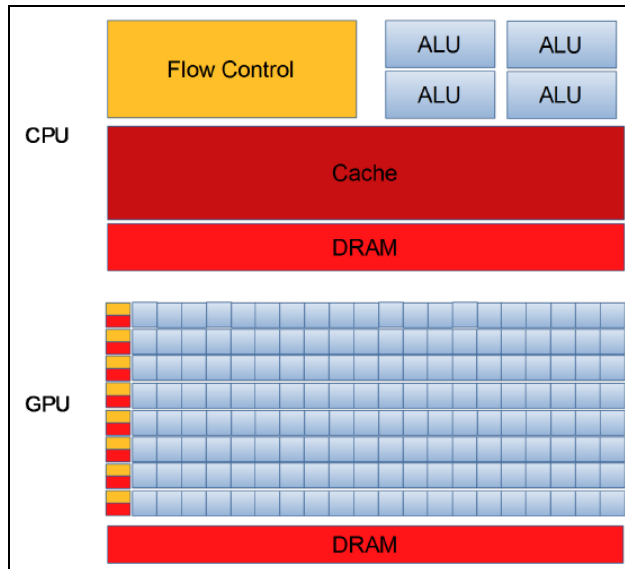 Flow Control
ALU ALU
ALU ALU
CPU
Cache
DRAM
GPU
DRAM